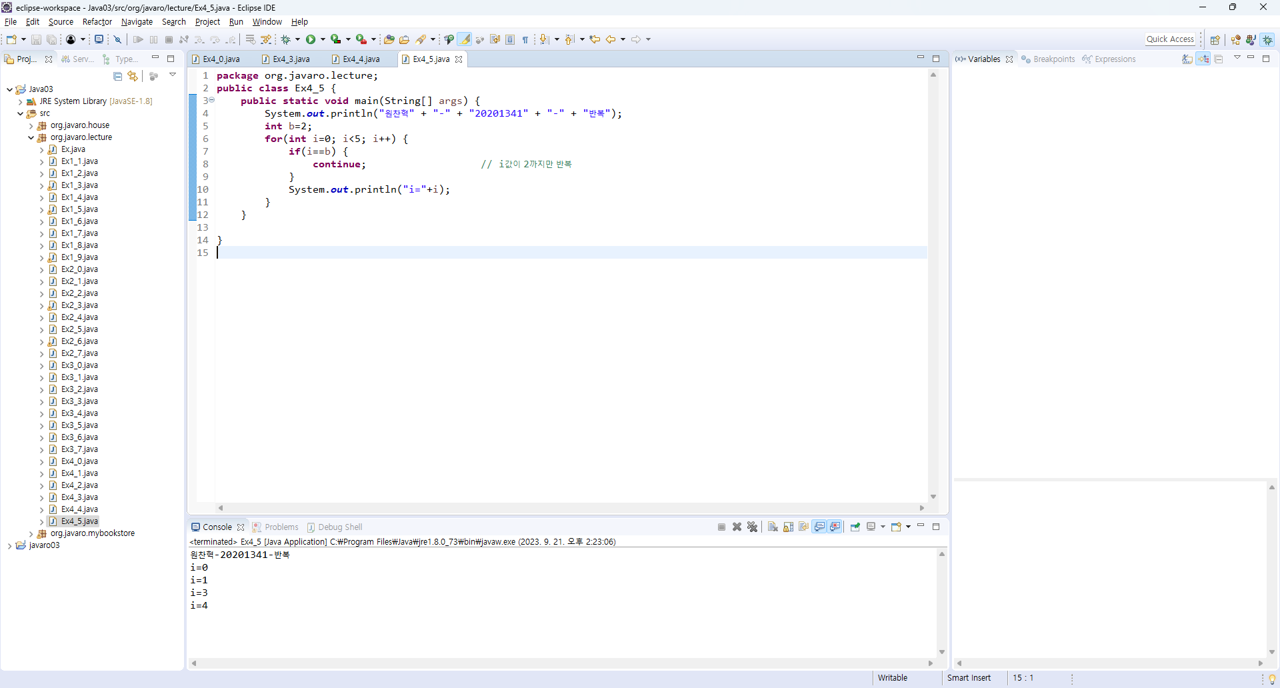 eclipse-workspace - Java03/src/org/javaro/lecture/Ex4_5.java - Eclipse IDE
File Edit Source Refactor Navigate Search Project Run Window Help
Quick Access
Proj... Serv... Type...
Java03
JRE System Library [JavaSE-1.8]
src
org.javaro.house
org.javaro.lecture
Ex.java
Ex1_1.java
Ex1_2.java
Ex1_3.java
Ex1_4.java
Ex1_5.java
Ex1_6.java
Ex1_7.java
Ex1_8.java
Ex1_9.java
Ex2_0.java
Ex2_1.java
Ex2_2.java
Ex2_3.java
Ex2_4.java
Ex2_5.java
Ex2_6.java
Ex2_7.java
Ex3_0.java
Ex3_1.java
Ex3_2.java
Ex3_3.java
Ex3_4.java
Ex3_5.java
Ex3_6.java
Ex3_7.java
Ex4_0.java
Ex4_1.java
Ex4_2.java
Ex4_3.java
Ex4_4.java
Ex4_5.java
org.javaro.mybookstore
javaro03
Ex4_0.java Ex4_3.java Ex4_4.java Ex4_5.java
1 package org.javaro.lecture;
2 public class Ex4_5 {
3 public static void main(String[] args) {
4 System.out.println("원찬혁" + "-" + "20201341" + "-" + "반복");
5 int b=2;
6 for(int i=0; i<5; i++) {
7 if(i==b) {
8 continue; // i값이 2까지만 반복
9 }
10 System.out.println("i="+i);
11 }
12 }
13
14 }
15
Console Problems Debug Shell
<terminated> Ex4_5 [Java Application] C:₩Program Files₩Java₩jre1.8.0_73₩bin₩javaw.exe (2023. 9. 21. 오후 2:23:06)
원찬혁-20201341-반복
i=0
i=1
i=3
i=4
(x)= Variables Breakpoints Expressions
Writable Smart Insert 15 : 1